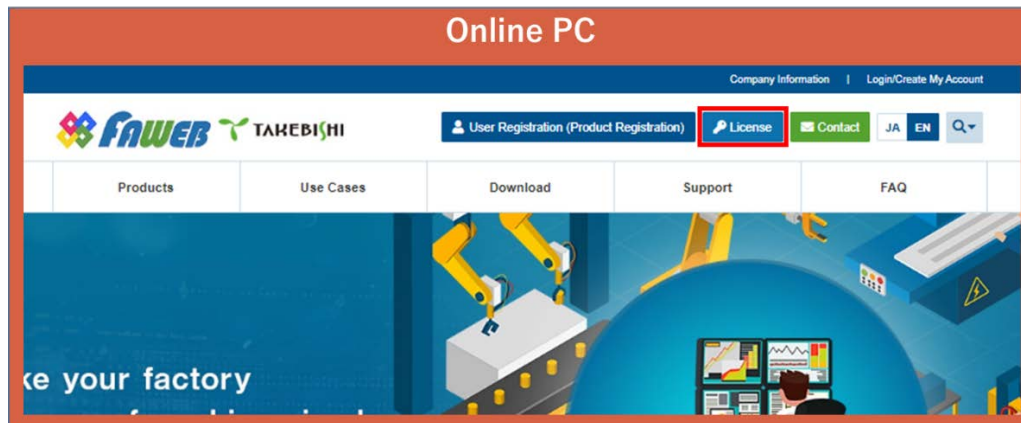 Online PC
Company Information | Login/Create My Account
FAWEB TAKEBISHI User Registration (Product Registration) License Contact JA EN
Products Use Cases Download Support FAQ
ke your factory